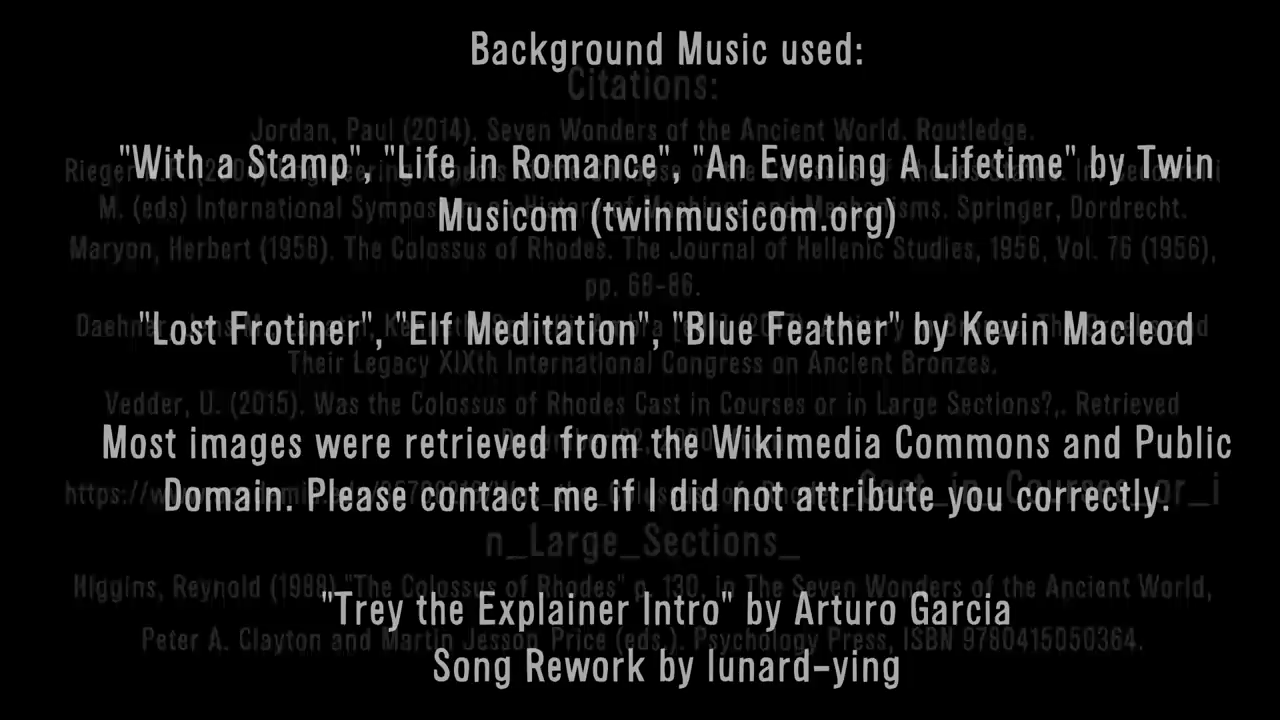 Background Music used:
Citations:
Jordan, Paul (2014). Seven Wonders of the Ancient World. Routledge.
"With a Stamp", "Life in Romance", "An Evening A Lifetime" by Twin
Rieger
M. (eds) International
Machines and Mechanisms. Springer, Dordrecht.
Musicom (twinmusicom.org)
Maryon, Herbert (1956). The Colossus of Rhodes. The Journal of Hellenic Studies, 1956, Vol. 76 (1956),
pp. 68-86.
"Lost Frotiner", "Elf Meditation", "Blue Feather" by Kevin Macleod
Their Legacy XIXth International Congress on Ancient Bronzes.
Vedder, U. (2015). Was the Colossus of Rhodes Cast in Courses or in Large Sections?,. Retrieved
Most images were retrieved from the Wikimedia Commons and Public
Domain. Please contact me if I did not attribute you correctly.
n_Large_Sections_
Higgins, Reynold (1988) "The Colossus of Rhodes" p. 130, in The Seven Wonders of the Ancient World,
"Trey the Explainer Intro" by Arturo Garcia
Peter A. Clayton and Martin Jesson Price (eds.). Psychology Press, ISBN 9780415050364.
Song Rework by lunard-ying